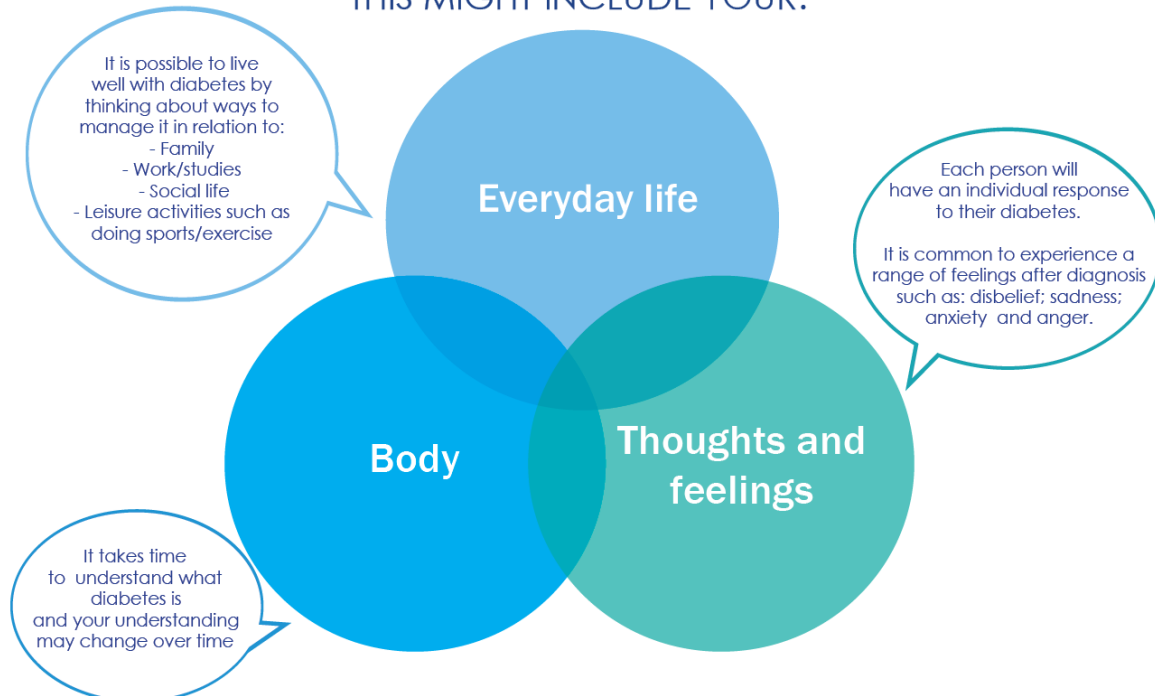 THIS MIGHT INCLUDE YOUR:
It is possible to live
well with diabetes by
thinking about ways to
manage it in relation to:
- Family
- Work/studies
- Social life
- Leisure activities such as
doing sports/exercise
Everyday life
Each person will
have an individual response
to their diabetes.
It is common to experience a
range of feelings after diagnosis
such as: disbelief; sadness;
anxiety and anger.
Body
Thoughts and
feelings
It takes time
to understand what
diabetes is
and your understanding
may change over time